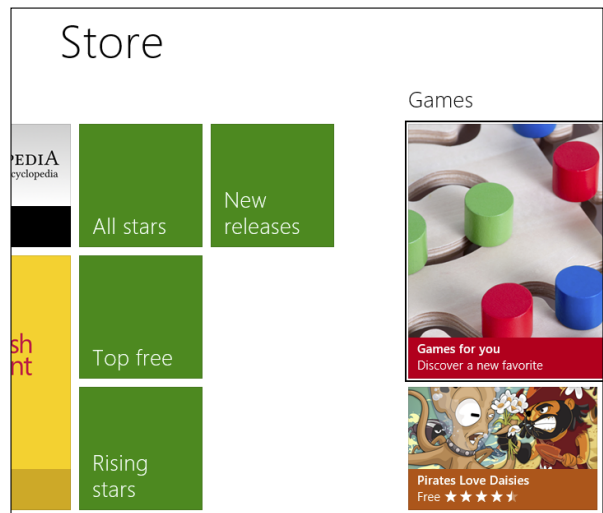 Store
Games
PEDIA
cyclopedia
All stars
New
releases
sh
nt
Top free
Games for you
Discover a new favorite
Rising
stars
Pirates Love Daisies
Free